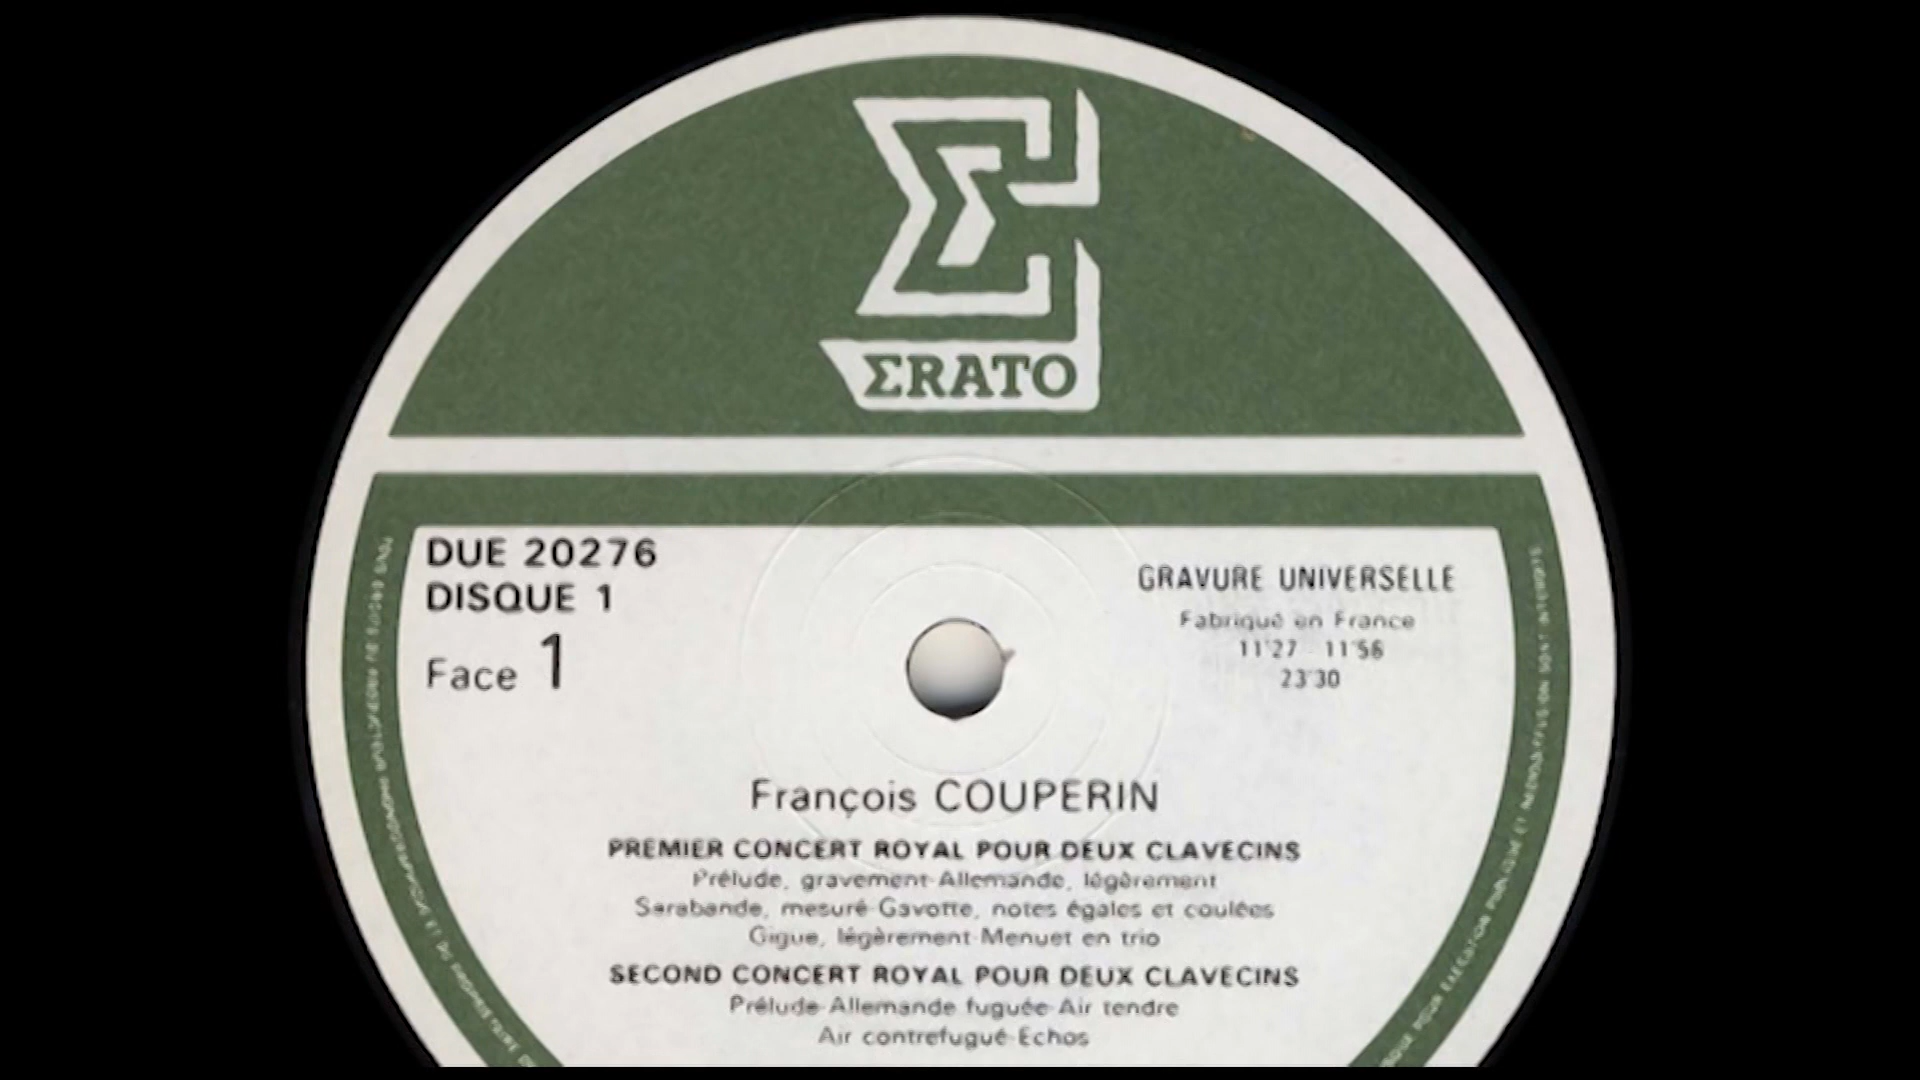 ΣRATO
DUE 20276
DISQUE 1
Face 1
GRAVURE UNIVERSELLE
Fabriqué en France
11'27 - 11'56
23'30
François COUPERIN
PREMIER CONCERT ROYAL POUR DEUX CLAVECINS
Prélude, gravement-Allemande, légèrement
Sarabande, mesuré-Gavotte, notes égales et coulées
Gigue, légèrement-Menuet en trio
SECOND CONCERT ROYAL POUR DEUX CLAVECINS
Prélude-Allemande fuguée-Air tendre
Air contrefugué-Echos